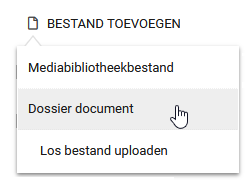 BESTAND TOEVOEGEN
Mediabibliotheekbestand
Dossier document
Los bestand uploaden